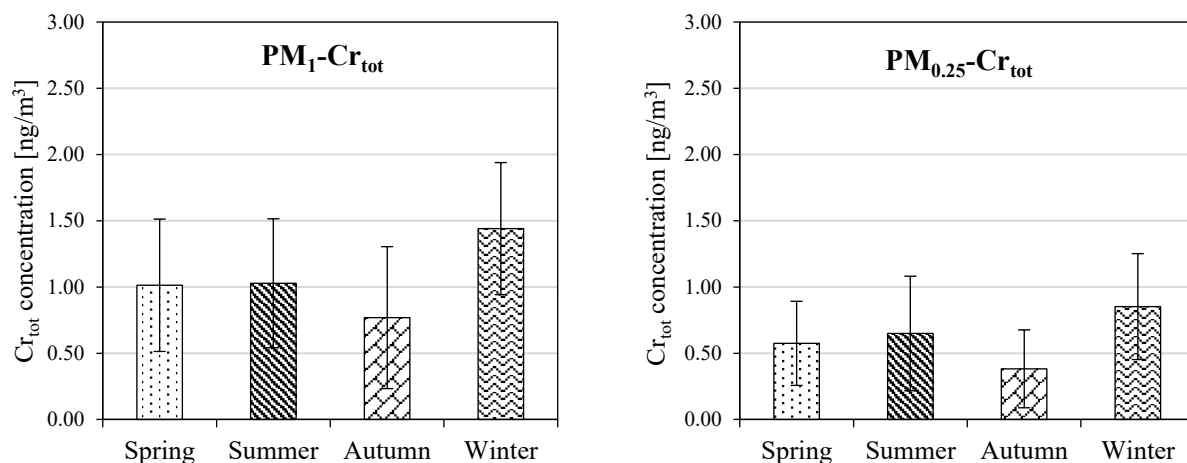 PM1-Crtot
Crtot concentration [ng/m3]
3.00
2.50
2.00
1.50
1.00
0.50
0.00
Spring Summer Autumn Winter
PM0.25-Crtot
Crtot concentration [ng/m3]
3.00
2.50
2.00
1.50
1.00
0.50
0.00
Spring Summer Autumn Winter